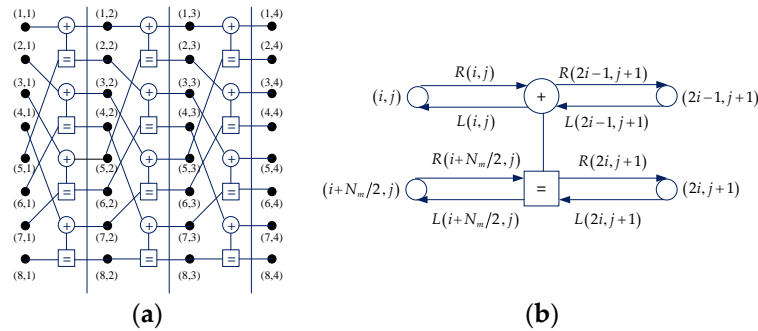 (1,1) + (1,2) + (1,3) + (1,4)
(2,1) = (2,2) = (2,3) = (2,4)
(3,1) + (3,2) + (3,3) + (3,4)
(4,1) = (4,2) = (4,3) = (4,4)
(5,1) + (5,2) + (5,3) + (5,4)
(6,1) = (6,2) = (6,3) = (6,4)
(7,1) + (7,2) + (7,3) + (7,4)
(8,1) = (8,2) = (8,3) = (8,4)
(a)
R(i,j) R(2i−1,j+1)
(i,j) + (2i−1,j+1)
L(i,j) L(2i−1,j+1)
R(i+Nm/2,j) R(2i,j+1)
(i+Nm/2,j) = (2i,j+1)
L(i+Nm/2,j) L(2i,j+1)
(b)